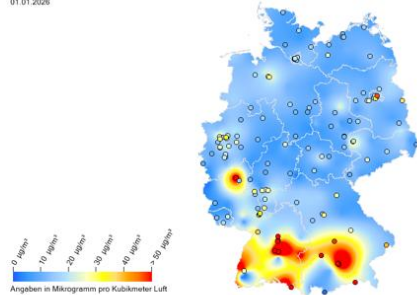 01.01.2026
0 µg/m³
10 µg/m³
20 µg/m³
30 µg/m³
40 µg/m³
> 50 µg/m³
Angaben in Mikrogramm pro Kubikmeter Luft